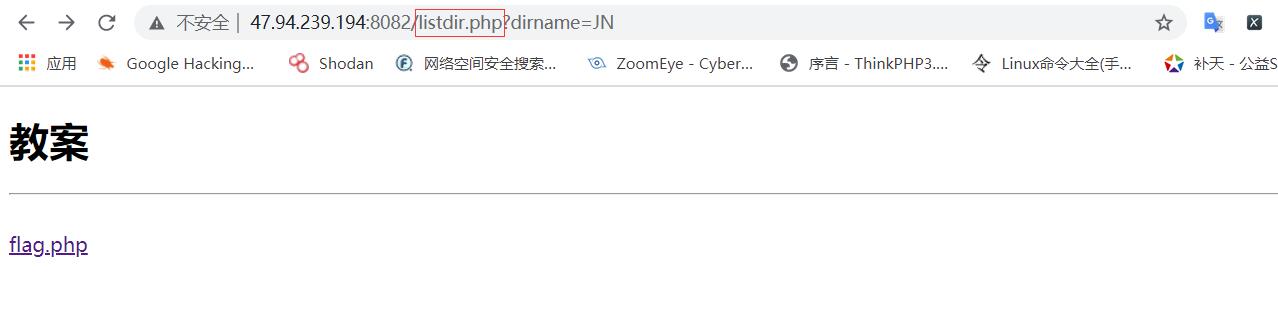 不安全 | 47.94.239.194:8082/listdir.php?dirname=JN
应用 Google Hacking... Shodan 网络空间安全搜索... ZoomEye - Cyber... 序言 - ThinkPHP3.... Linux命令大全(手... 补天 - 公益S
教案
flag.php